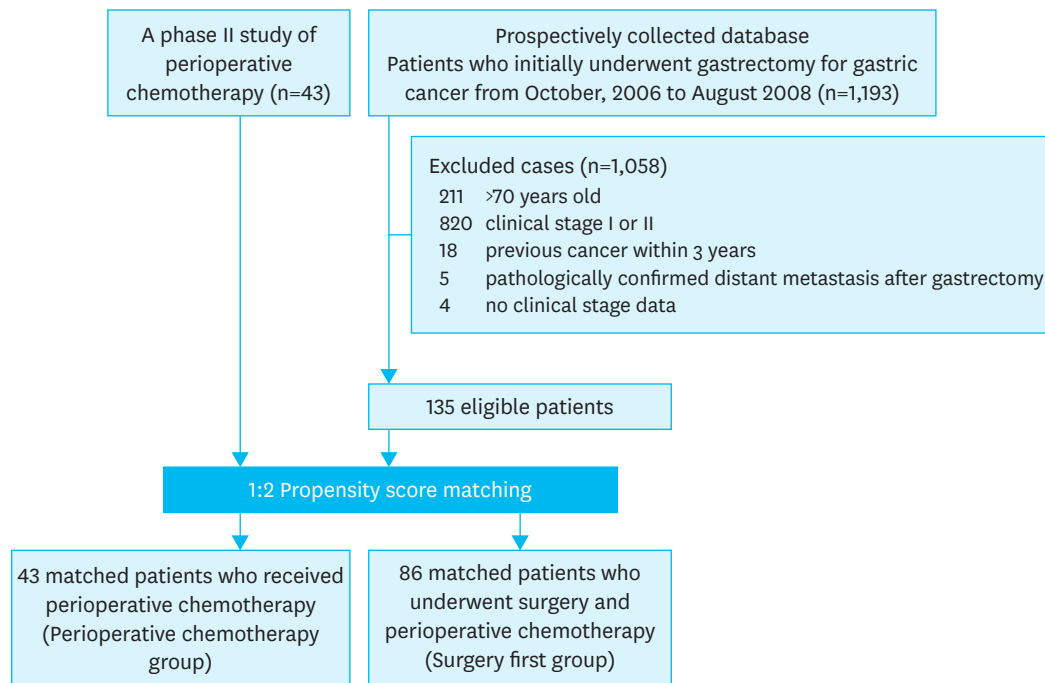 A phase II study of
perioperative
chemotherapy (n=43)
Prospectively collected database
Patients who initially underwent gastrectomy for gastric
cancer from October, 2006 to August 2008 (n=1,193)
Excluded cases (n=1,058)
211 >70 years old
820 clinical stage I or II
18 previous cancer within 3 years
5 pathologically confirmed distant metastasis after gastrectomy
4 no clinical stage data
135 eligible patients
1:2 Propensity score matching
43 matched patients who received
perioperative chemotherapy
(Perioperative chemotherapy
group)
86 matched patients who
underwent surgery and
perioperative chemotherapy
(Surgery first group)